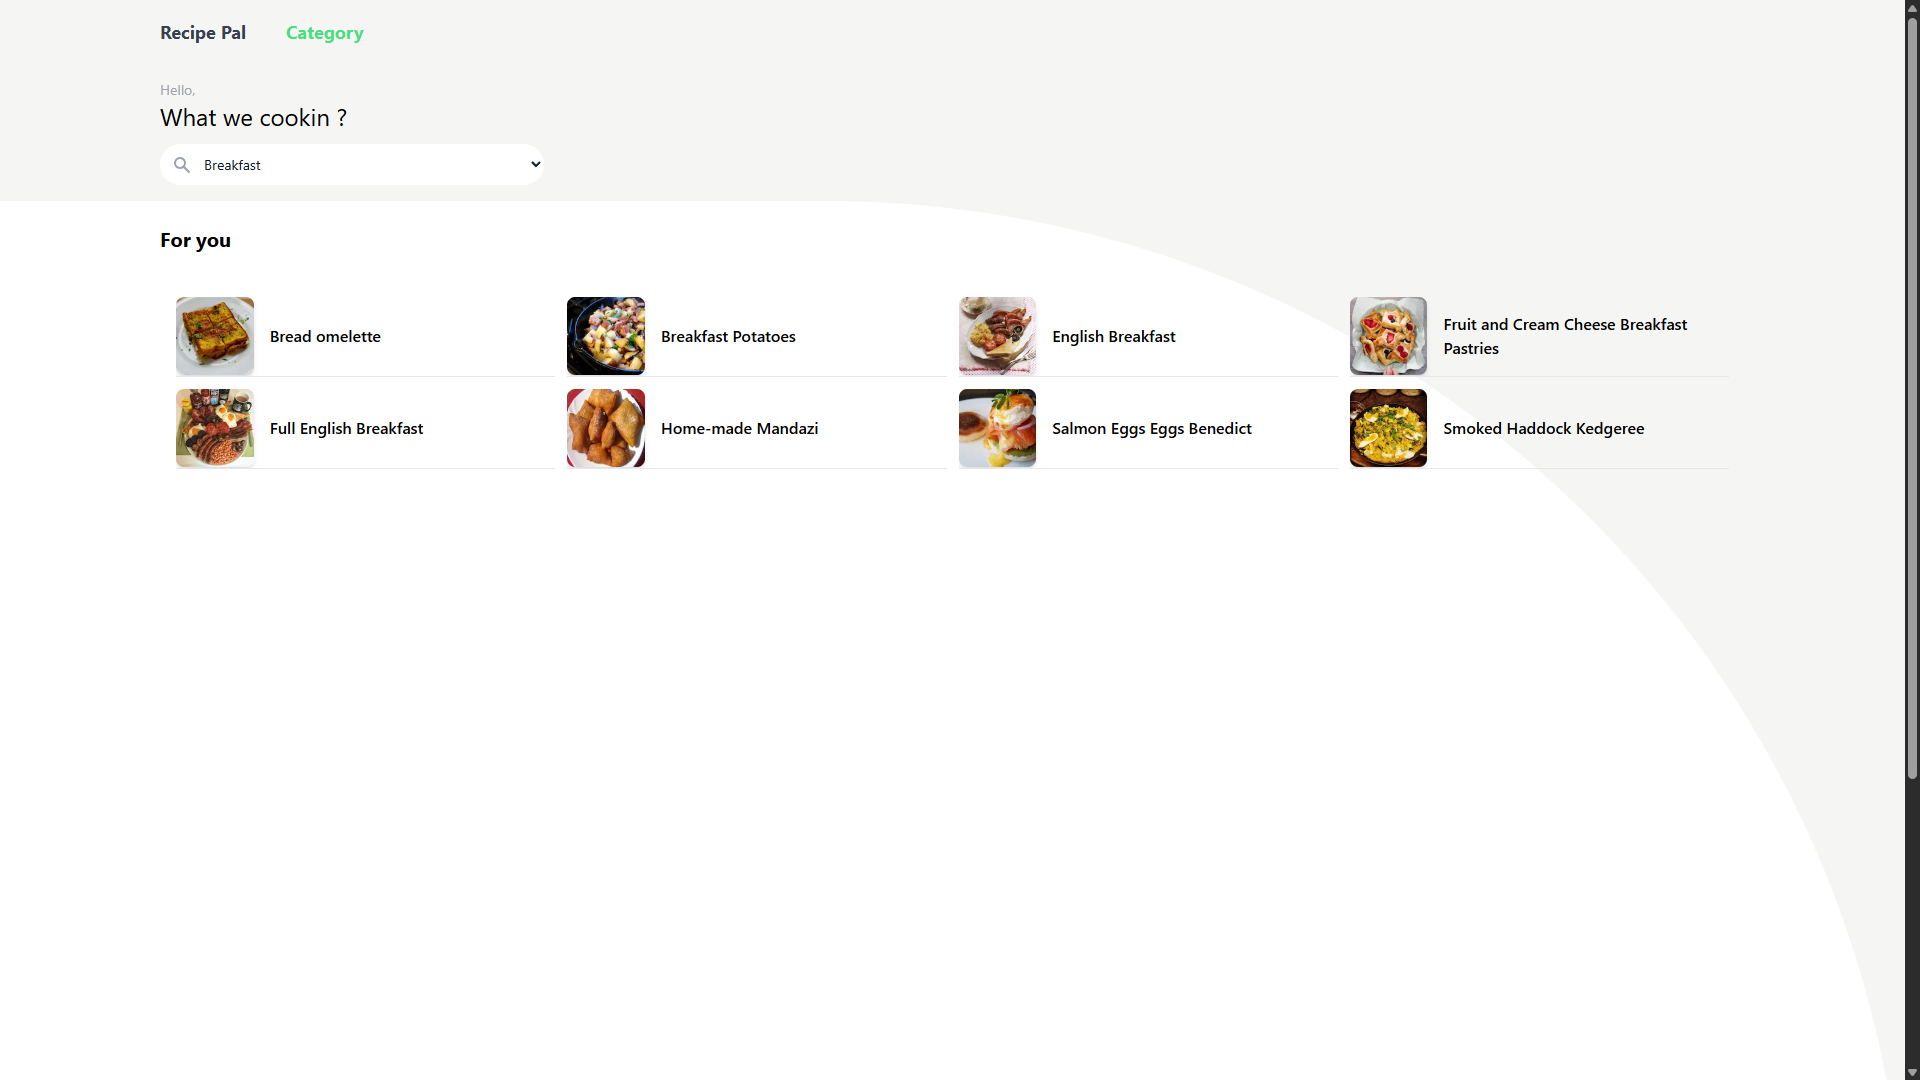 Recipe Pal
Category
Hello,
What we cookin ?
Breakfast
For you
Bread omelette
Breakfast Potatoes
English Breakfast
Fruit and Cream Cheese Breakfast
Pastries
Full English Breakfast
Home-made Mandazi
Salmon Eggs Eggs Benedict
Smoked Haddock Kedgeree